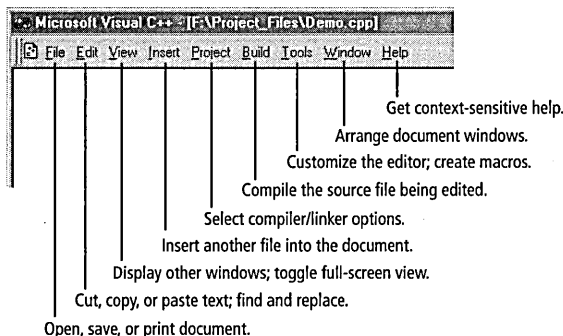 Microsoft Visual C++ - [F:\Project_Files\Demo.cpp]
File Edit View Insert Project Build Tools Window Help
Get context-sensitive help.
Arrange document windows.
Customize the editor; create macros.
Compile the source file being edited.
Select compiler/linker options.
Insert another file into the document.
Display other windows; toggle full-screen view.
Cut, copy, or paste text; find and replace.
Open, save, or print document.